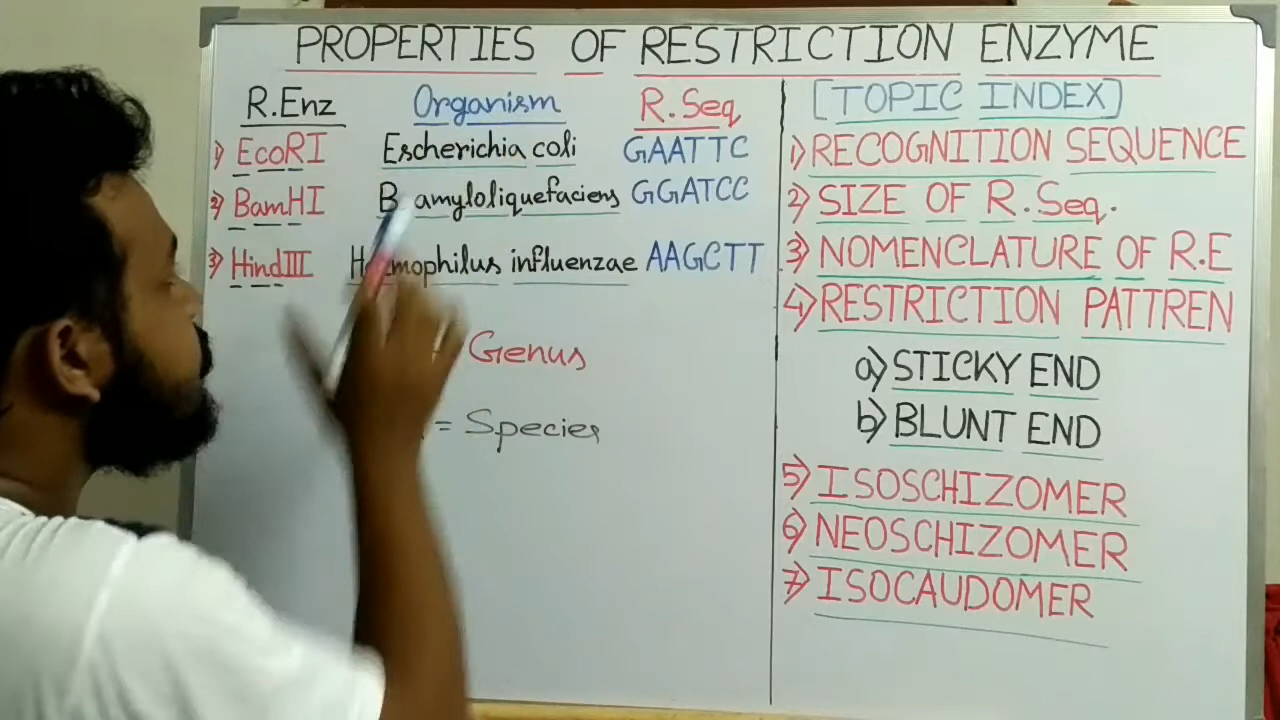 PROPERTIES OF RESTRICTION ENZYME
R.Enz Organism R.Seq
1) EcoRI Escherichia coli GAATTC
2) BamHI B amyloliquefaciens GGATCC
3) HindIII Haemophilus influenzae AAGCTT
Genus
= Species
[TOPIC INDEX]
1) RECOGNITION SEQUENCE
2) SIZE OF R.Seq.
3) NOMENCLATURE OF R.E
4) RESTRICTION PATTREN
a) STICKY END
b) BLUNT END
5) ISOSCHIZOMER
6) NEOSCHIZOMER
7) ISOCAUDOMER